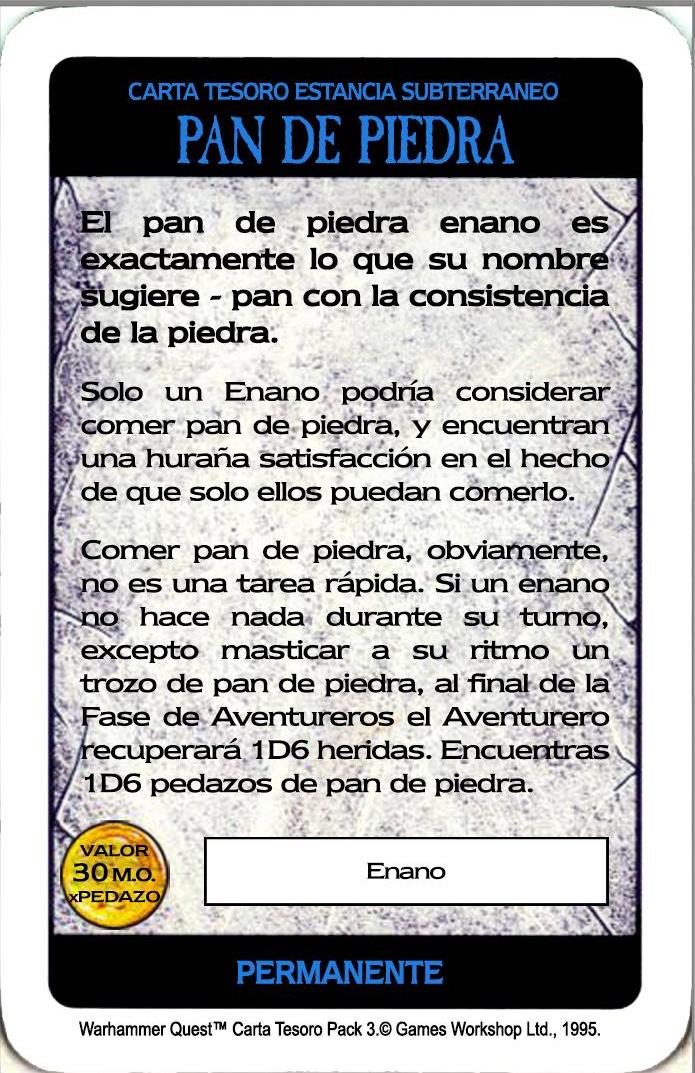 CARTA TESORO ESTANCIA SUBTERRANEO
PAN DE PIEDRA
El pan de piedra enano es
exactamente lo que su nombre
sugiere - pan con la consistencia
de la piedra.
Solo un Enano podría considerar
comer pan de piedra, y encuentran
una huraña satisfacción en el hecho
de que solo ellos puedan comerlo.
Comer pan de piedra, obviamente,
no es una tarea rápida. Si un enano
no hace nada durante su turno,
excepto masticar a su ritmo un
trozo de pan de piedra, al final de la
Fase de Aventureros el Aventurero
recuperará 1D6 heridas. Encuentras
1D6 pedazos de pan de piedra.
VALOR
30 M.O.
xPEDAZO
Enano
PERMANENTE
Warhammer Quest™ Carta Tesoro Pack 3.© Games Workshop Ltd., 1995.